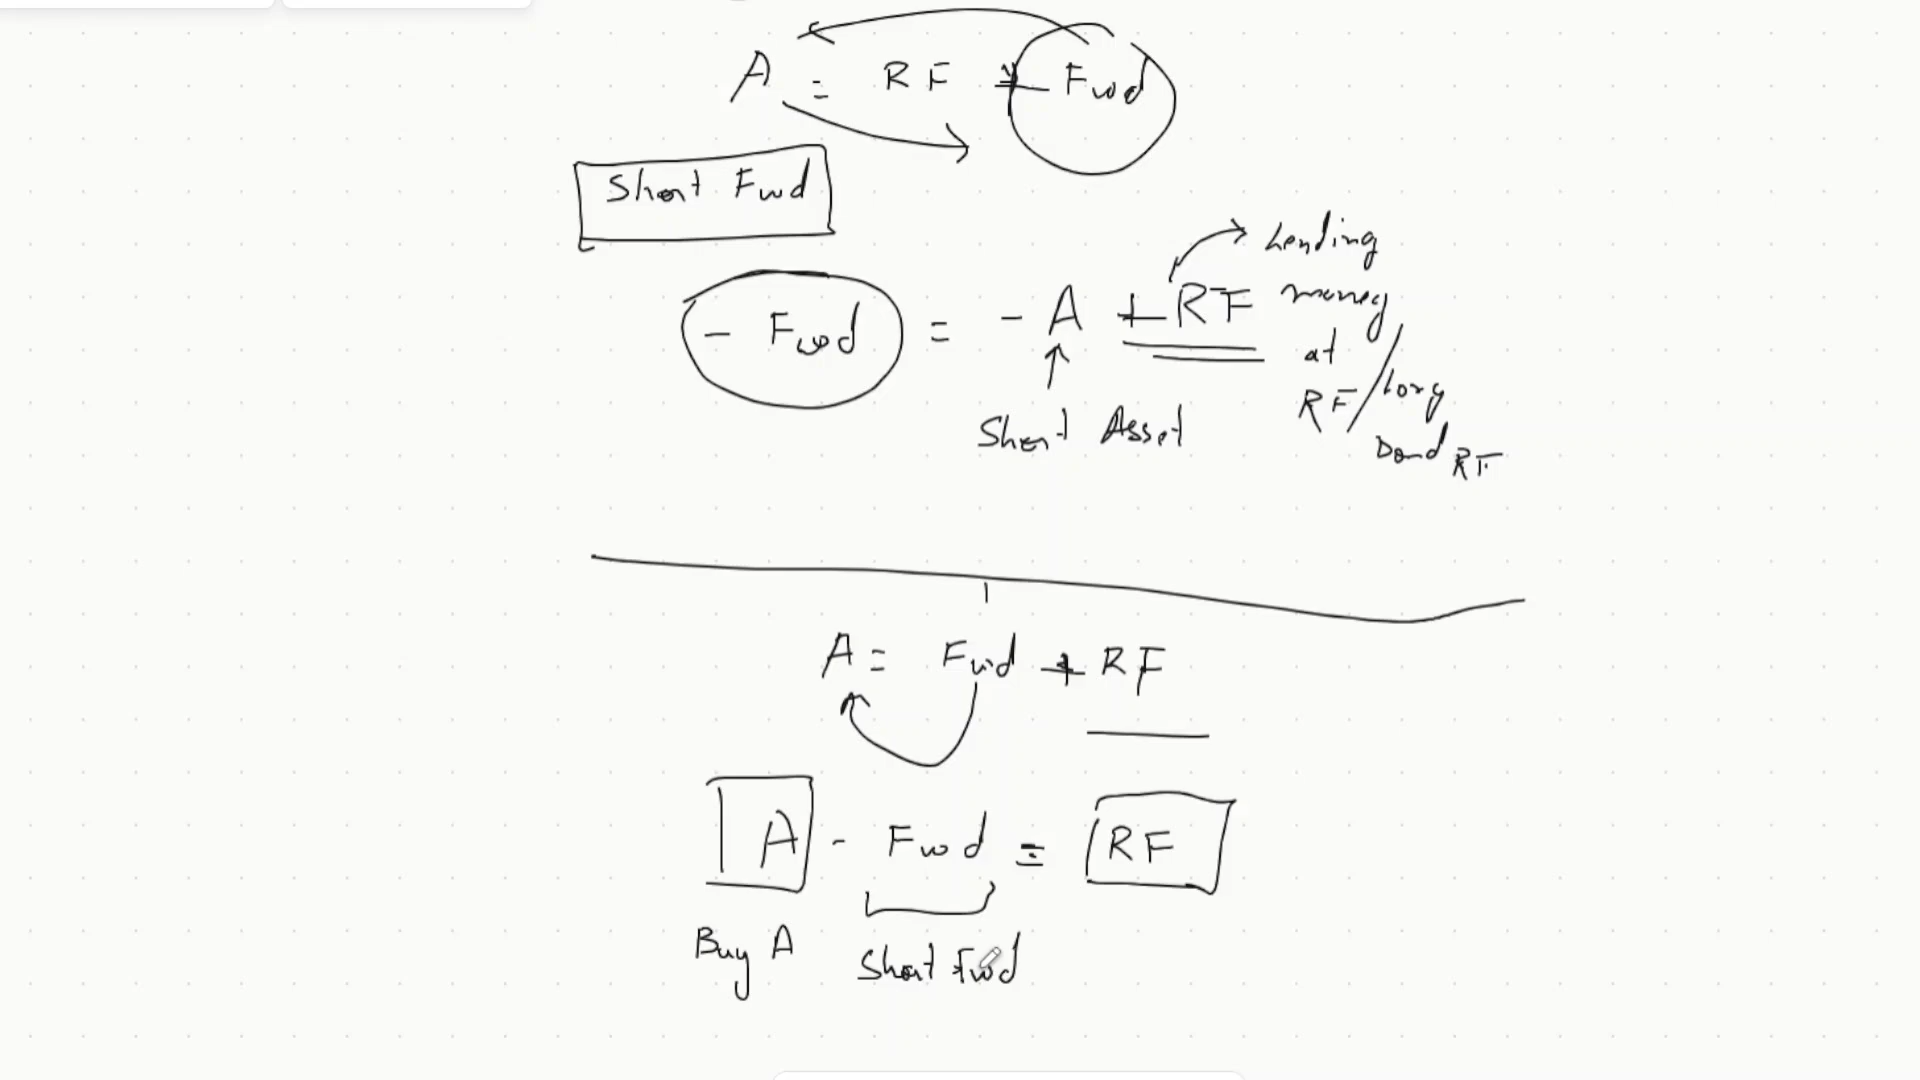 A = RF + Fwd
Short Fwd
- Fwd = - A + RF
Lending
money
at
RF/Long
Bond RF
Short Asset
A = Fwd + RF
A - Fwd = RF
Buy A
Short Fwd